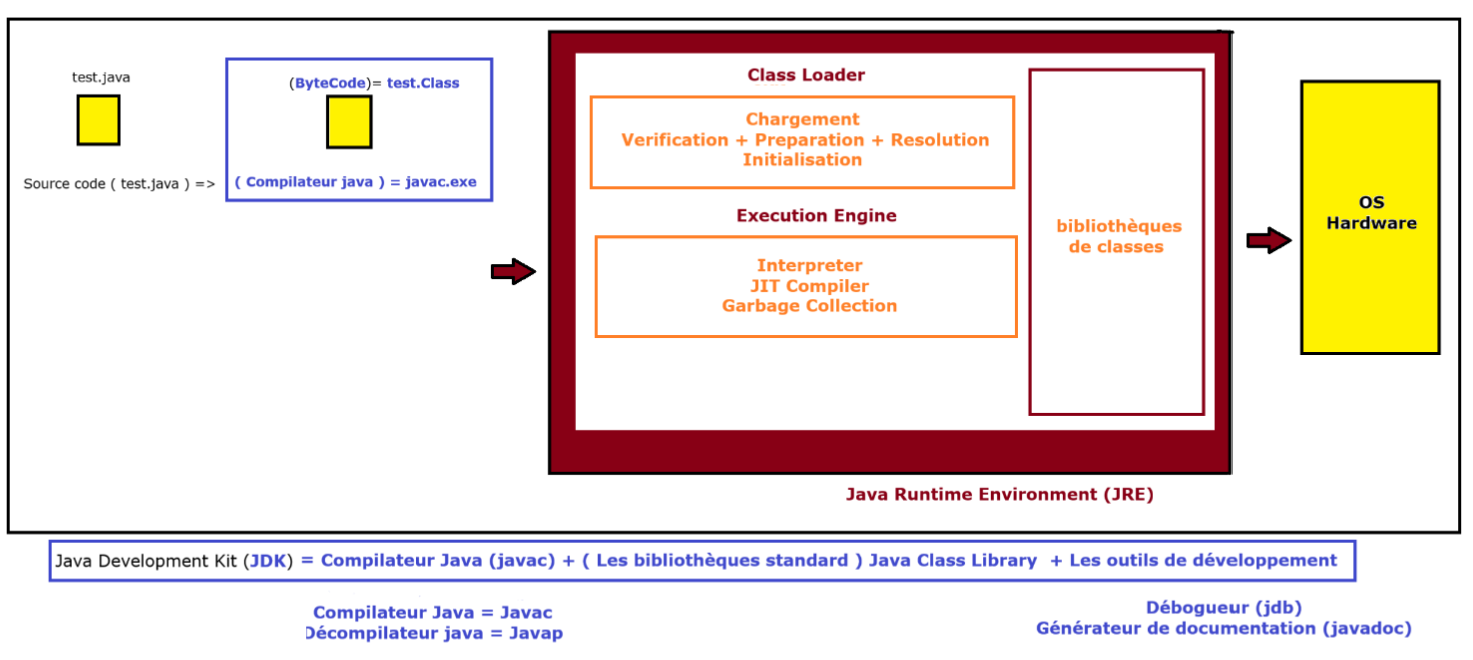 test.java
(ByteCode)= test.Class
Source code ( test.java ) =>
( Compilateur java ) = javac.exe
Class Loader
Chargement
Verification + Preparation + Resolution
Initialisation
Execution Engine
Interpreter
JIT Compiler
Garbage Collection
bibliothèques
de classes
OS
Hardware
Java Runtime Environment (JRE)
Java Development Kit (JDK) = Compilateur Java (javac) + ( Les bibliothèques standard ) Java Class Library + Les outils de développement
Compilateur Java = Javac
Décompilateur java = Javap
Débogueur (jdb)
Générateur de documentation (javadoc)